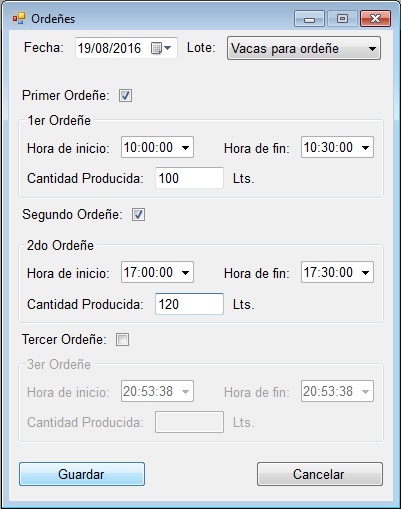 Ordeñes
Fecha: 19/08/2016 Lote: Vacas para ordeñe
Primer Ordeñe:
1er Ordeñe
Hora de inicio: 10:00:00 Hora de fin: 10:30:00
Cantidad Producida: 100 Lts.
Segundo Ordeñe:
2do Ordeñe
Hora de inicio: 17:00:00 Hora de fin: 17:30:00
Cantidad Producida: 120 Lts.
Tercer Ordeñe:
3er Ordeñe
Hora de inicio: 20:53:38 Hora de fin: 20:53:38
Cantidad Producida: Lts.
Guardar Cancelar